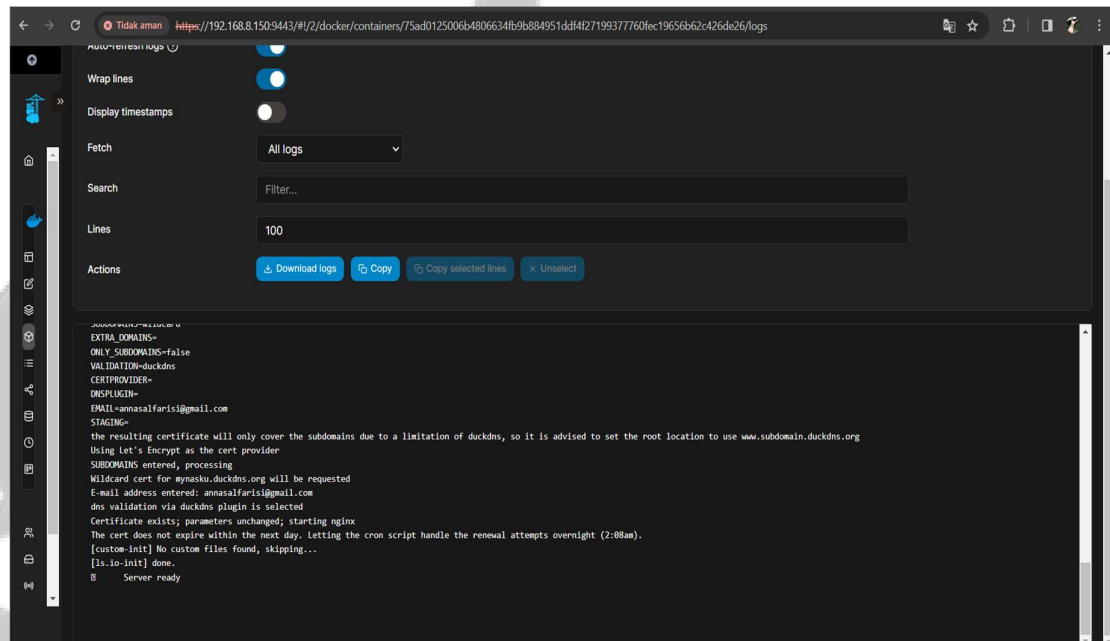 Tidak aman https://192.168.8.150:9443/#!/2/docker/containers/75ad0125006b4806634fb9b884951ddf4f27199377760fec19656b62c426de26/logs
Auto-refresh logs
Wrap lines
Display timestamps
Fetch All logs
Search Filter...
Lines 100
Actions Download logs Copy Copy selected lines Unselect
SUBDOMAINS=wildcard
EXTRA_DOMAINS=
ONLY_SUBDOMAINS=false
VALIDATION=duckdns
CERTPROVIDER=
DNSPLUGIN=
EMAIL=annasalfarisi@gmail.com
STAGING=
the resulting certificate will only cover the subdomains due to a limitation of duckdns, so it is advised to set the root location to use www.subdomain.duckdns.org
Using Let's Encrypt as the cert provider
SUBDOMAINS entered, processing
Wildcard cert for mynasku.duckdns.org will be requested
E-mail address entered: annasalfarisi@gmail.com
dns validation via duckdns plugin is selected
Certificate exists; parameters unchanged; starting nginx
The cert does not expire within the next day. Letting the cron script handle the renewal attempts overnight (2:08am).
[custom-init] No custom files found, skipping...
[ls.io-init] done.
Server ready